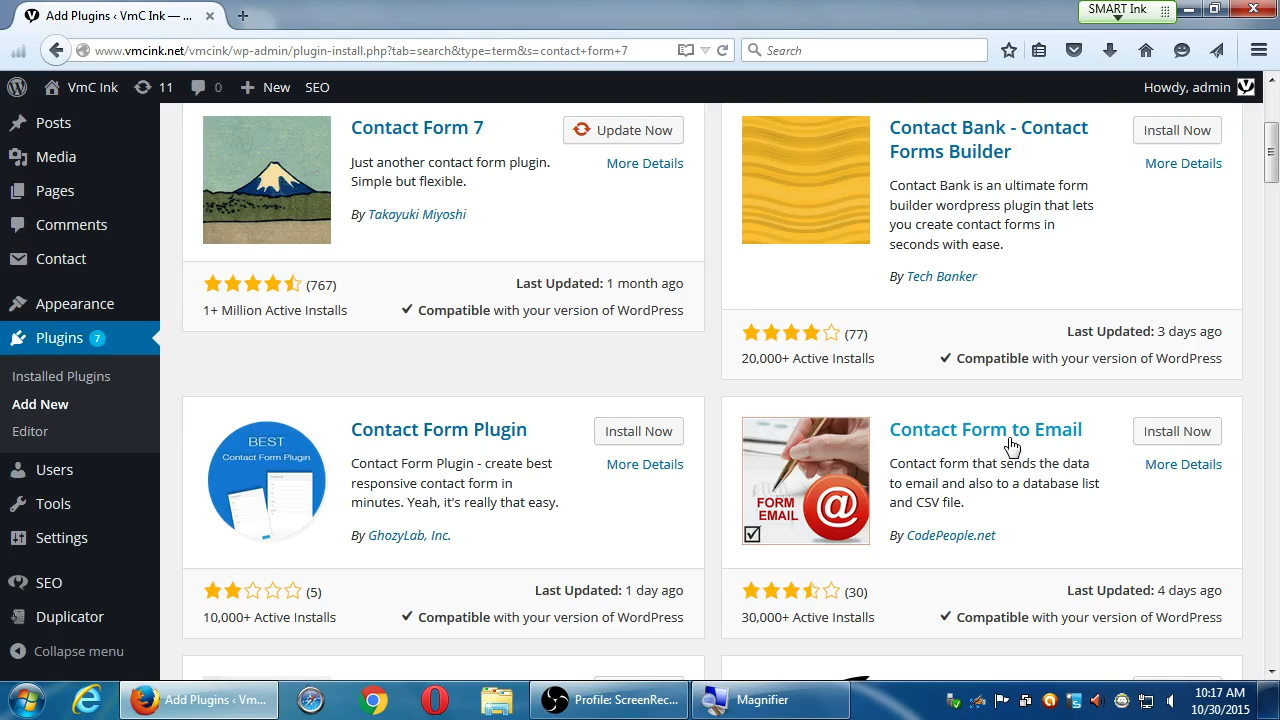 Add Plugins ‹ VmC Ink — ...
SMART Ink
www.vmcink.net/vmcink/wp-admin/plugin-install.php?tab=search&type=term&s=contact+form+7
Search
VmC Ink
11
0
New
SEO
Howdy, admin
Posts
Media
Pages
Comments
Contact
Appearance
Plugins 7
Installed Plugins
Add New
Editor
Users
Tools
Settings
SEO
Duplicator
Collapse menu
Contact Form 7
Update Now
More Details
Just another contact form plugin.
Simple but flexible.
By Takayuki Miyoshi
(767)
Last Updated: 1 month ago
1+ Million Active Installs
Compatible with your version of WordPress
Contact Bank - Contact
Forms Builder
Install Now
More Details
Contact Bank is an ultimate form
builder wordpress plugin that lets
you create contact forms in
seconds with ease.
By Tech Banker
(77)
Last Updated: 3 days ago
20,000+ Active Installs
Compatible with your version of WordPress
BEST
Contact Form Plugin
Contact Form Plugin
Install Now
More Details
Contact Form Plugin - create best
responsive contact form in
minutes. Yeah, it's really that easy.
By GhozyLab, Inc.
(5)
Last Updated: 1 day ago
10,000+ Active Installs
Compatible with your version of WordPress
FORM
EMAIL
@
Contact Form to Email
Install Now
More Details
Contact form that sends the data
to email and also to a database list
and CSV file.
By CodePeople.net
(30)
Last Updated: 4 days ago
30,000+ Active Installs
Compatible with your version of WordPress
Add Plugins ‹ Vm...
Profile: ScreenRec...
Magnifier
10:17 AM
10/30/2015